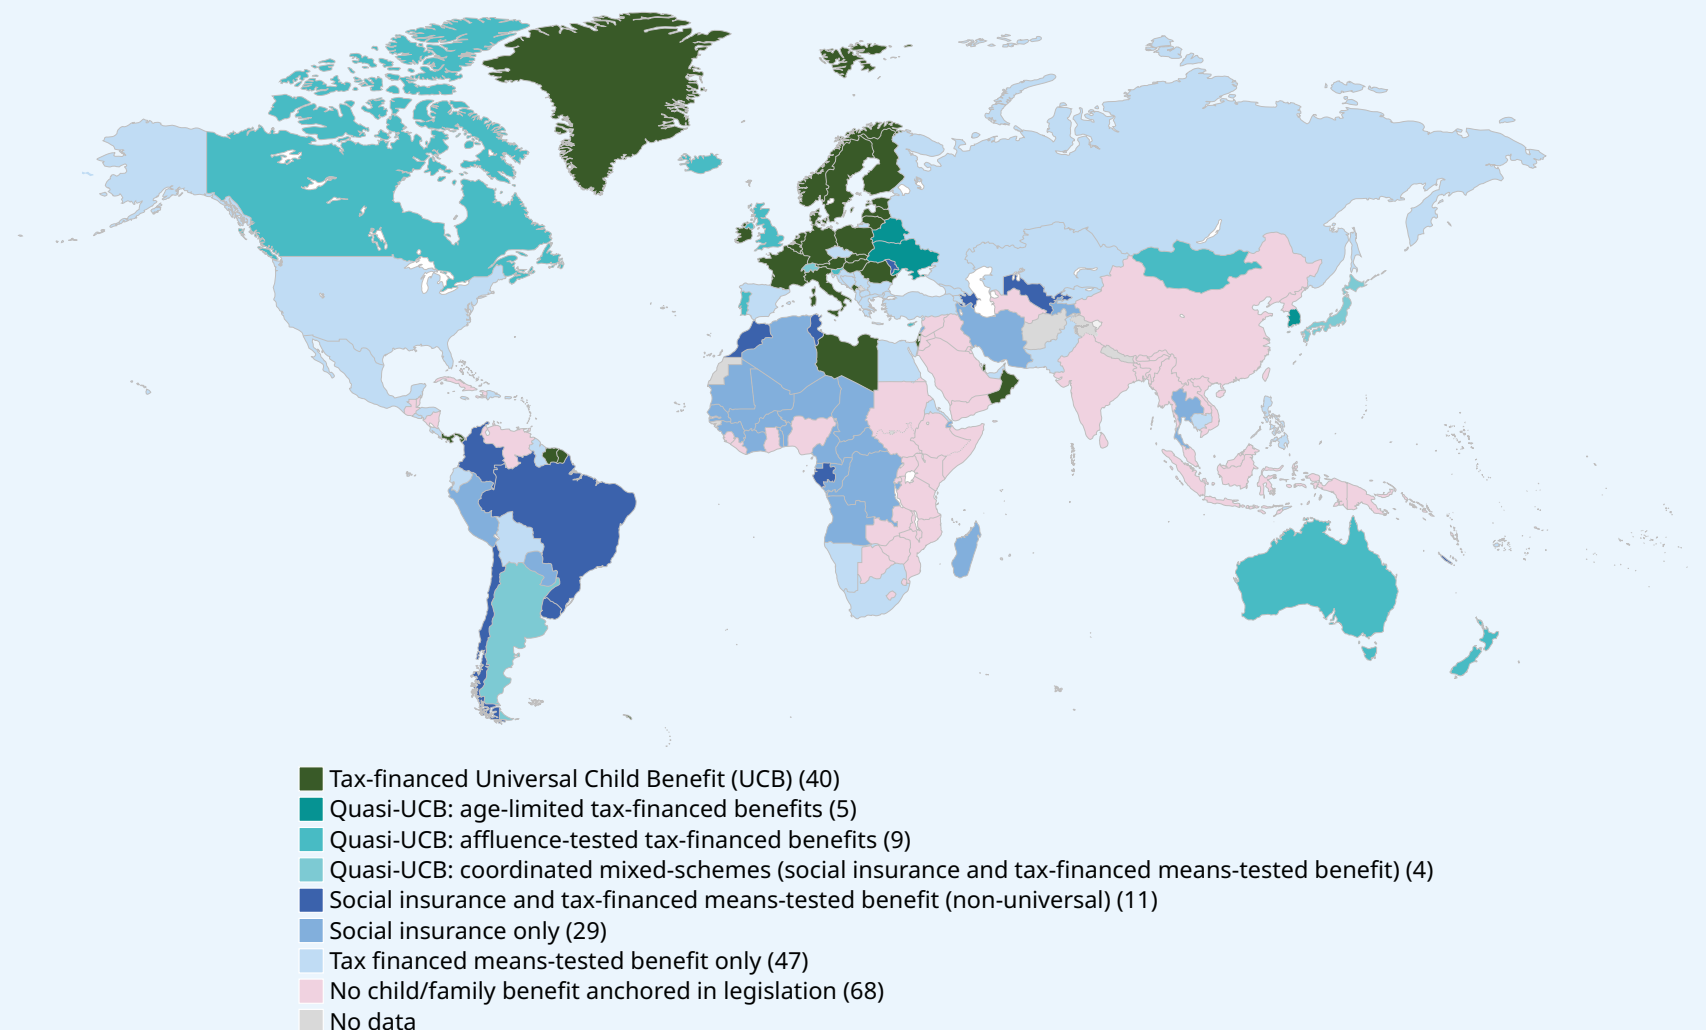 Tax-financed Universal Child Benefit (UCB) (40)
Quasi-UCB: age-limited tax-financed benefits (5)
Quasi-UCB: affluence-tested tax-financed benefits (9)
Quasi-UCB: coordinated mixed-schemes (social insurance and tax-financed means-tested benefit) (4)
Social insurance and tax-financed means-tested benefit (non-universal) (11)
Social insurance only (29)
Tax financed means-tested benefit only (47)
No child/family benefit anchored in legislation (68)
No data